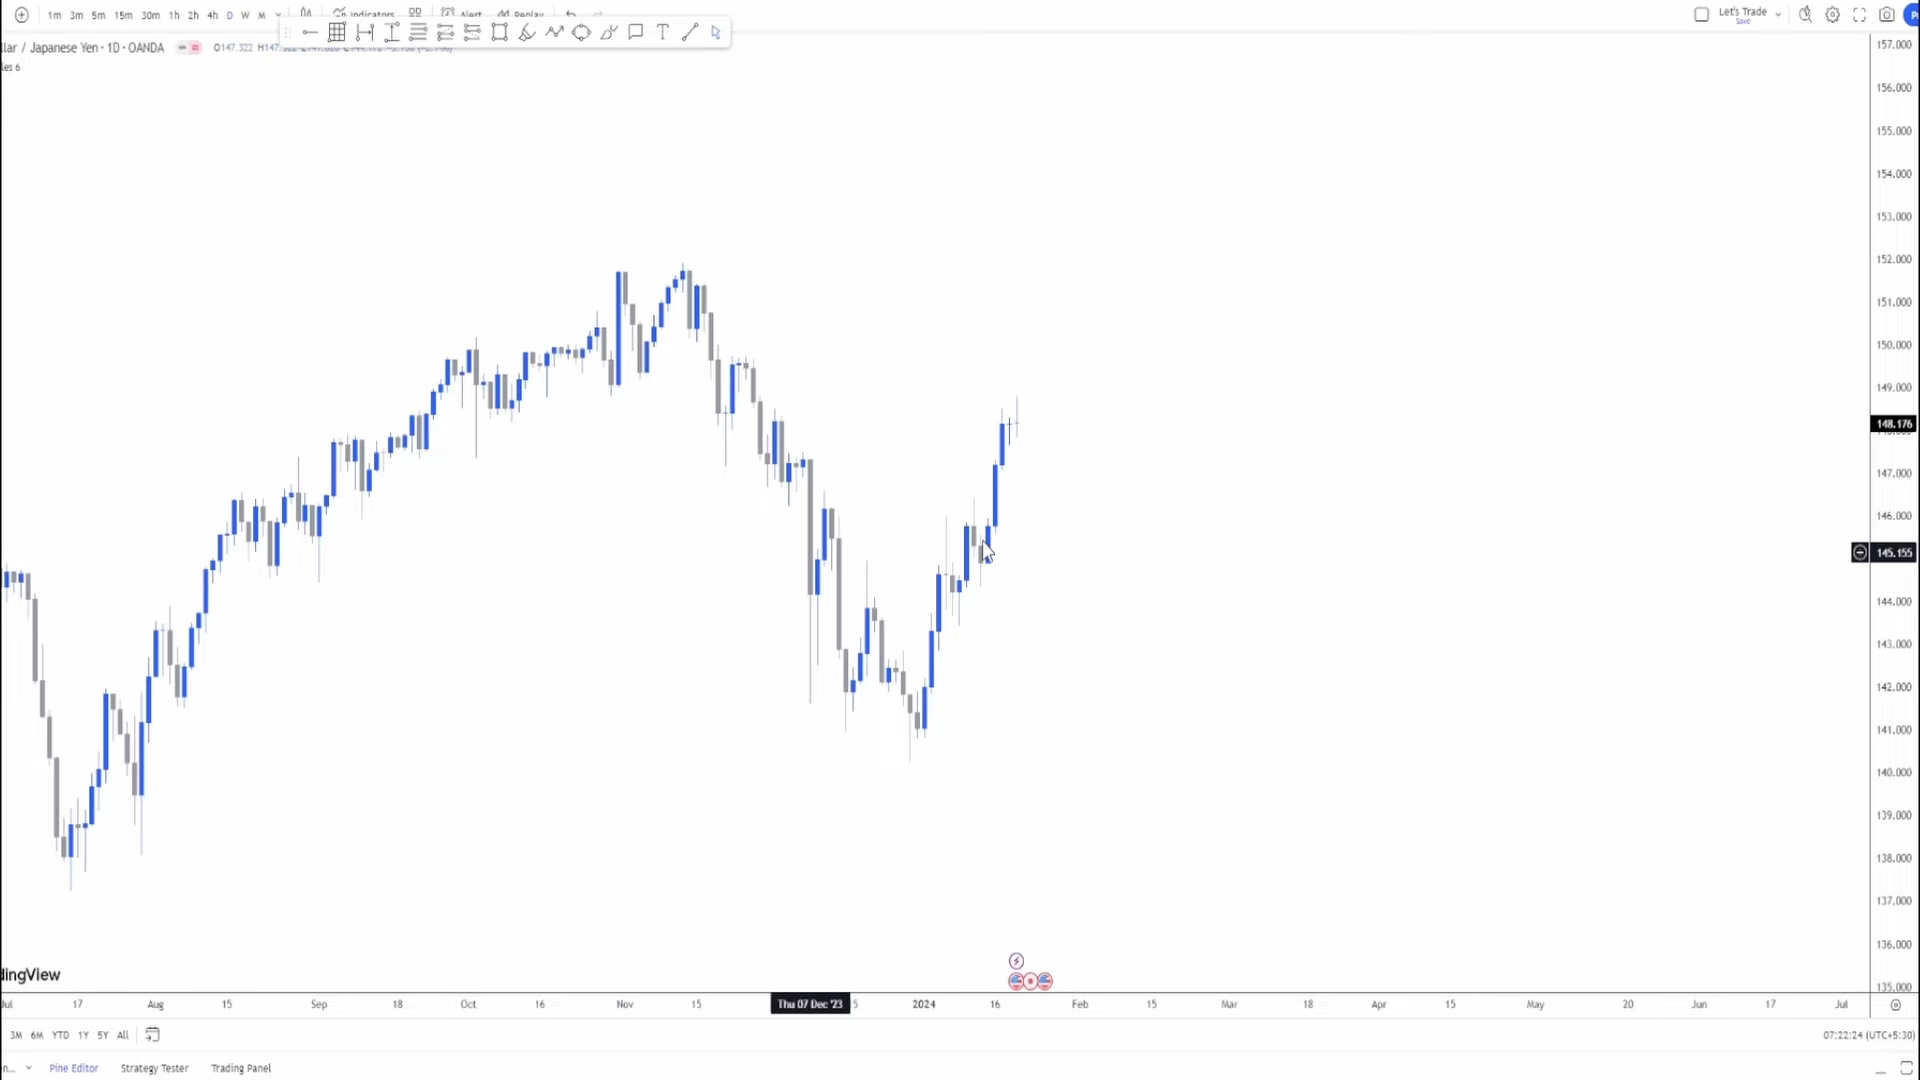 1m 3m 5m 15m 30m 1h 2h 4h D W M Indicators Alert Replay Let's Trade
Save
llar / Japanese Yen · 1D · OANDA O147.322
les 6
157.000
156.000
155.000
154.000
153.000
152.000
151.000
150.000
149.000
148.176
147.000
146.000
145.155
144.000
143.000
142.000
141.000
140.000
139.000
138.000
137.000
136.000
135.000
dingView
Jul 17 Aug 15 Sep 18 Oct 16 Nov 15 Thu 07 Dec '23 5 2024 16 Feb 15 Mar 18 Apr 15 May 20 Jun 17 Jul
3M 6M YTD 1Y 5Y All 07:22:24 (UTC+5:30)
n... Pine Editor Strategy Tester Trading Panel